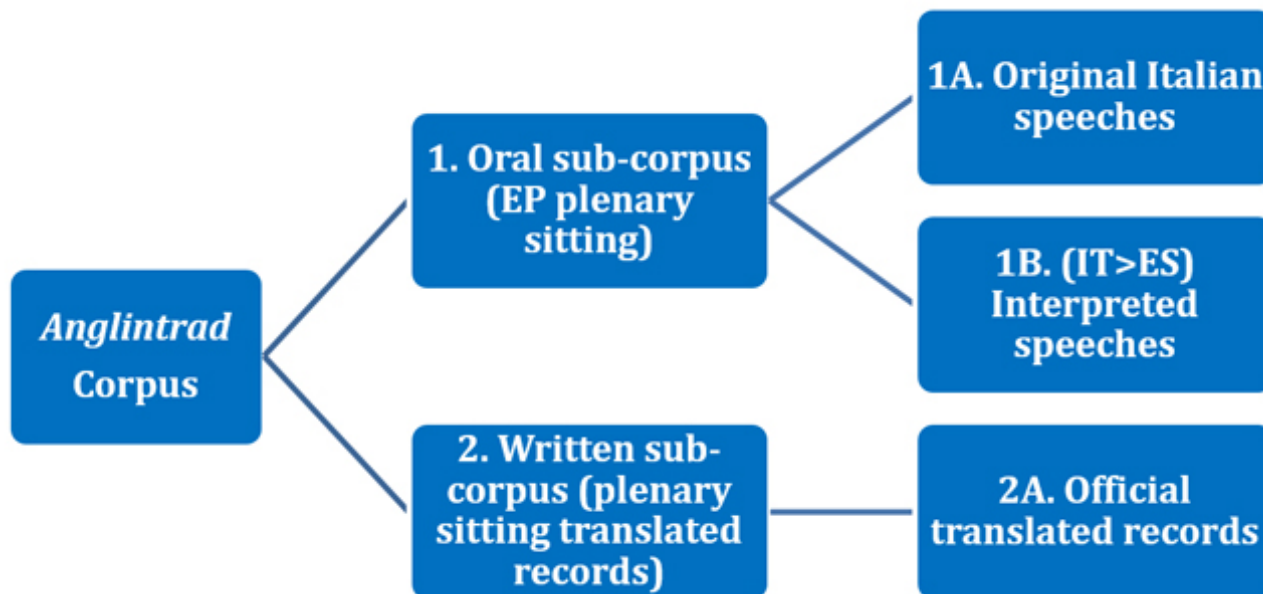 Anglintrad
Corpus
1. Oral sub-corpus
(EP plenary
sitting)
2. Written sub-
corpus (plenary
sitting translated
records)
1A. Original Italian
speeches
1B. (IT>ES)
Interpreted
speeches
2A. Official
translated records